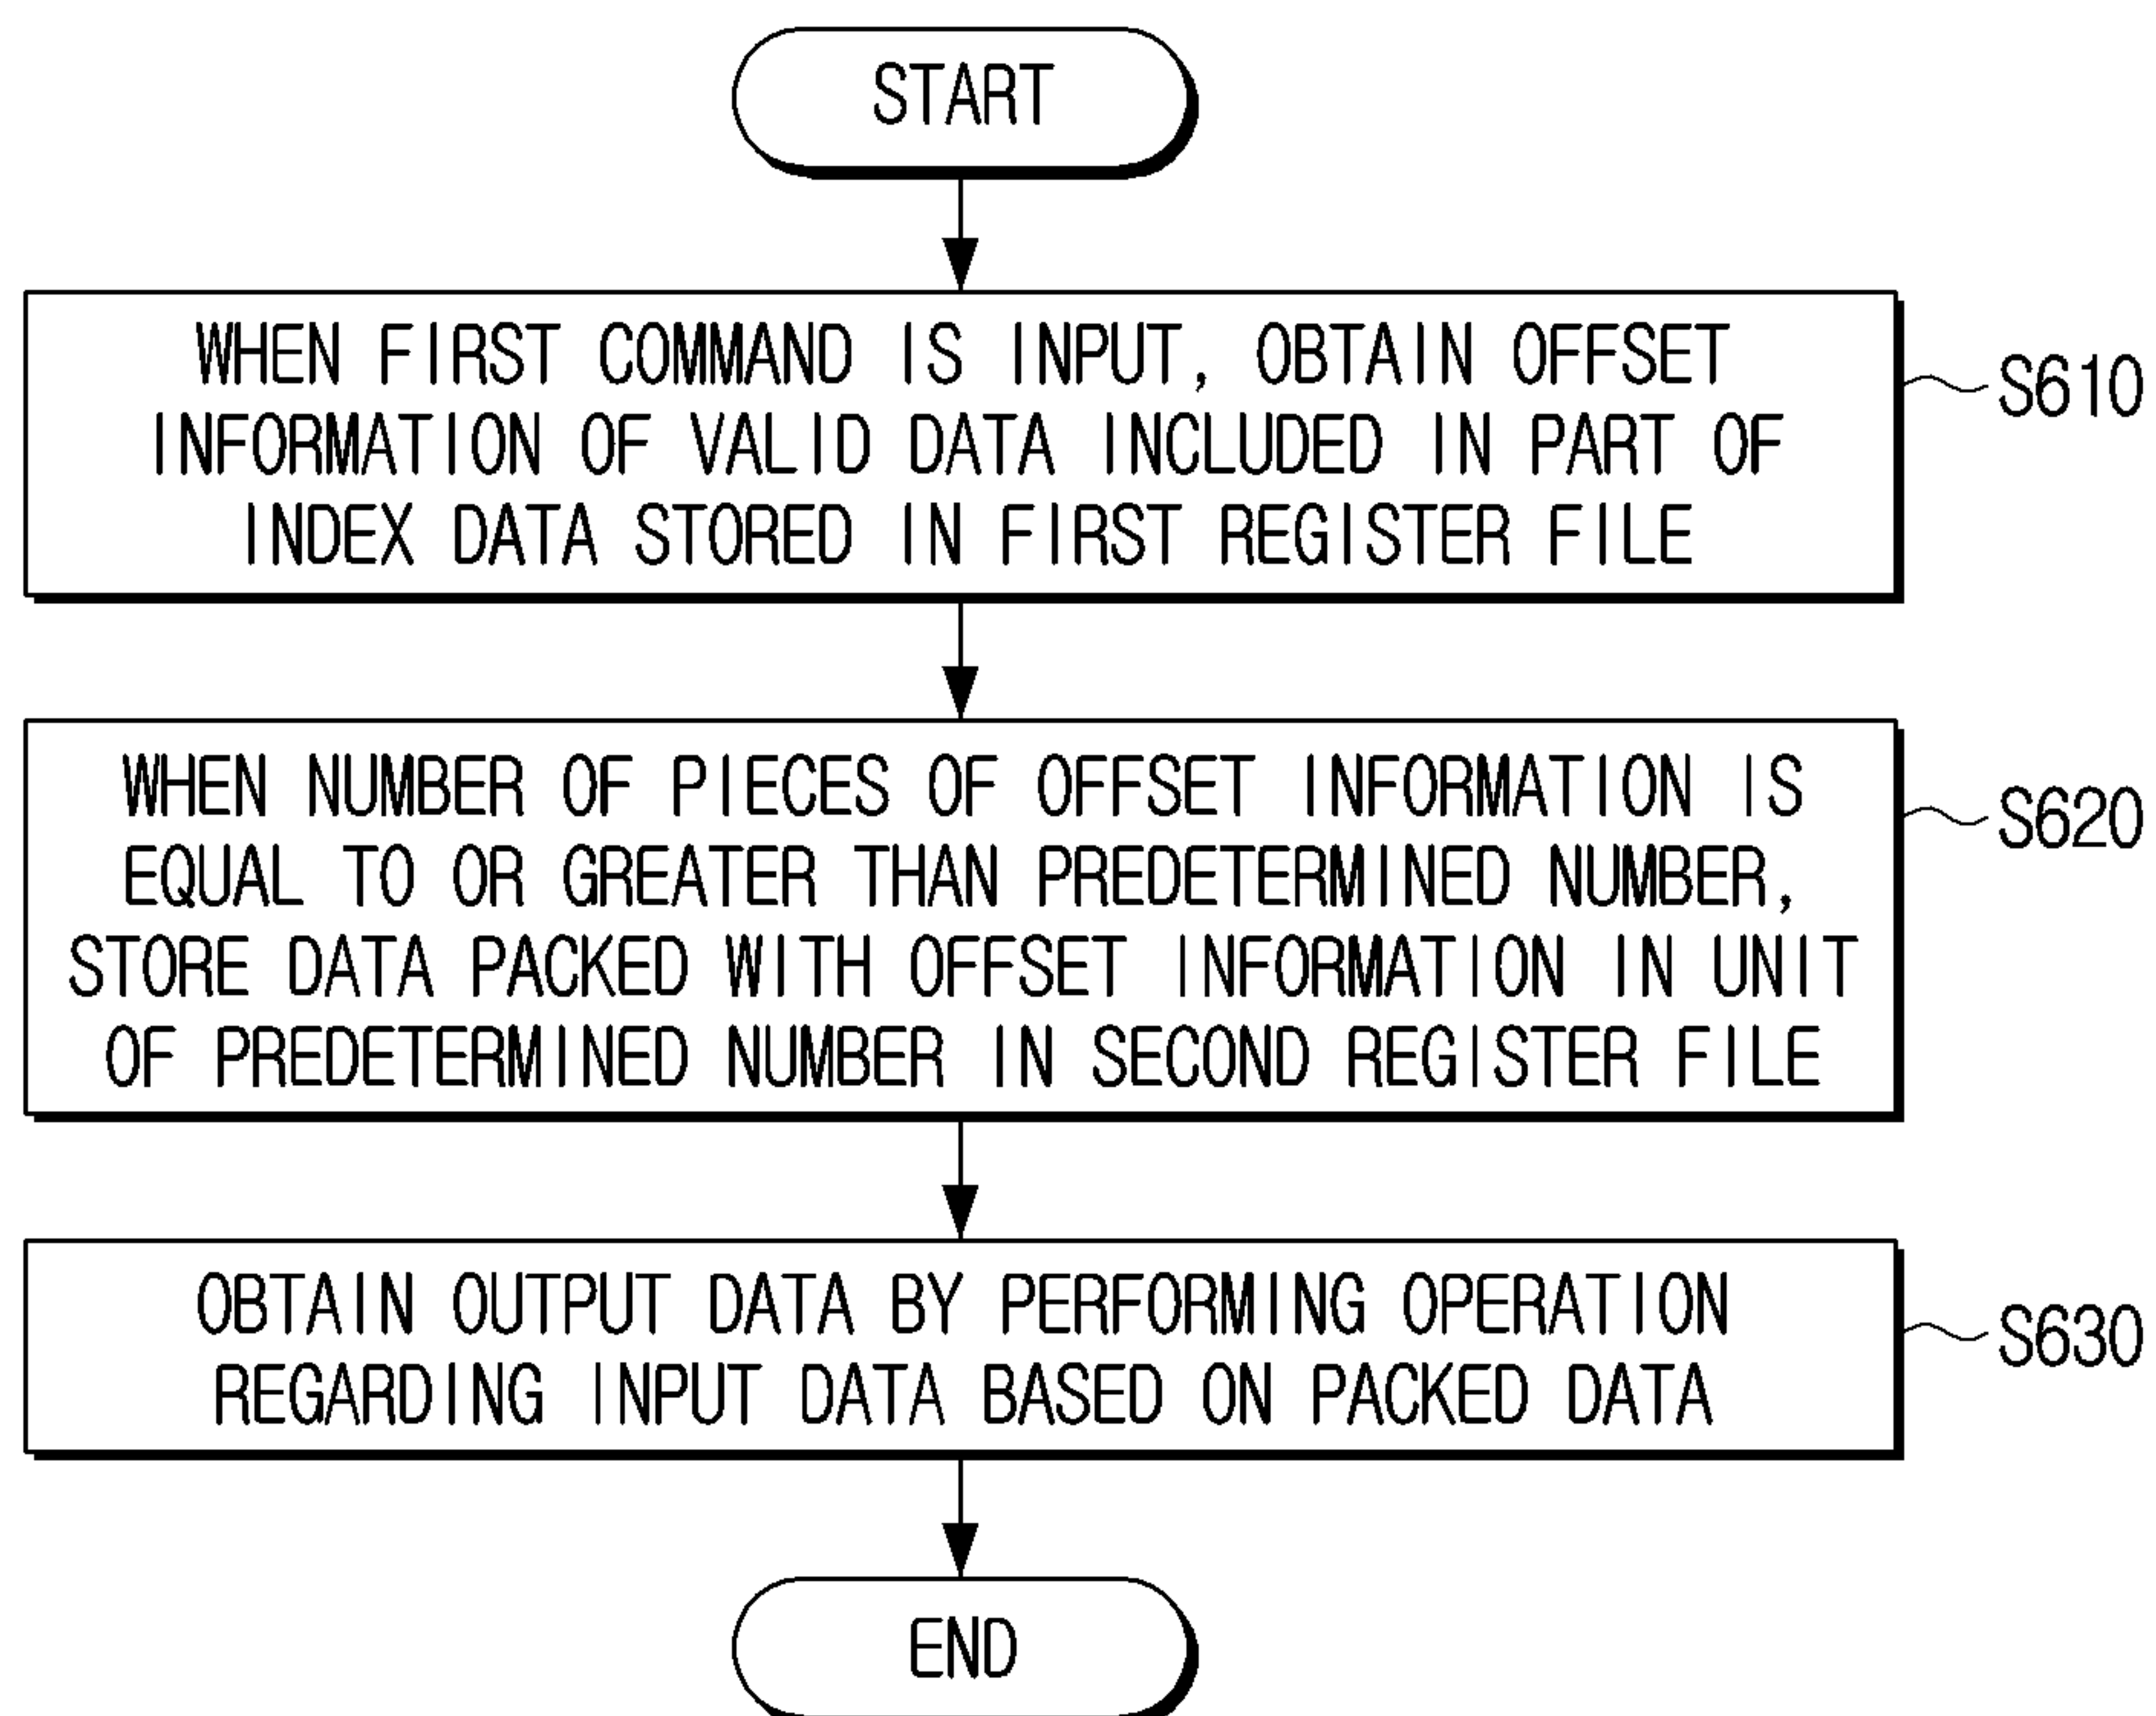 START
WHEN FIRST COMMAND IS INPUT, OBTAIN OFFSET
INFORMATION OF VALID DATA INCLUDED IN PART OF
INDEX DATA STORED IN FIRST REGISTER FILE
S610
WHEN NUMBER OF PIECES OF OFFSET INFORMATION IS
EQUAL TO OR GREATER THAN PREDETERMINED NUMBER,
STORE DATA PACKED WITH OFFSET INFORMATION IN UNIT
OF PREDETERMINED NUMBER IN SECOND REGISTER FILE
S620
OBTAIN OUTPUT DATA BY PERFORMING OPERATION
REGARDING INPUT DATA BASED ON PACKED DATA
S630
END